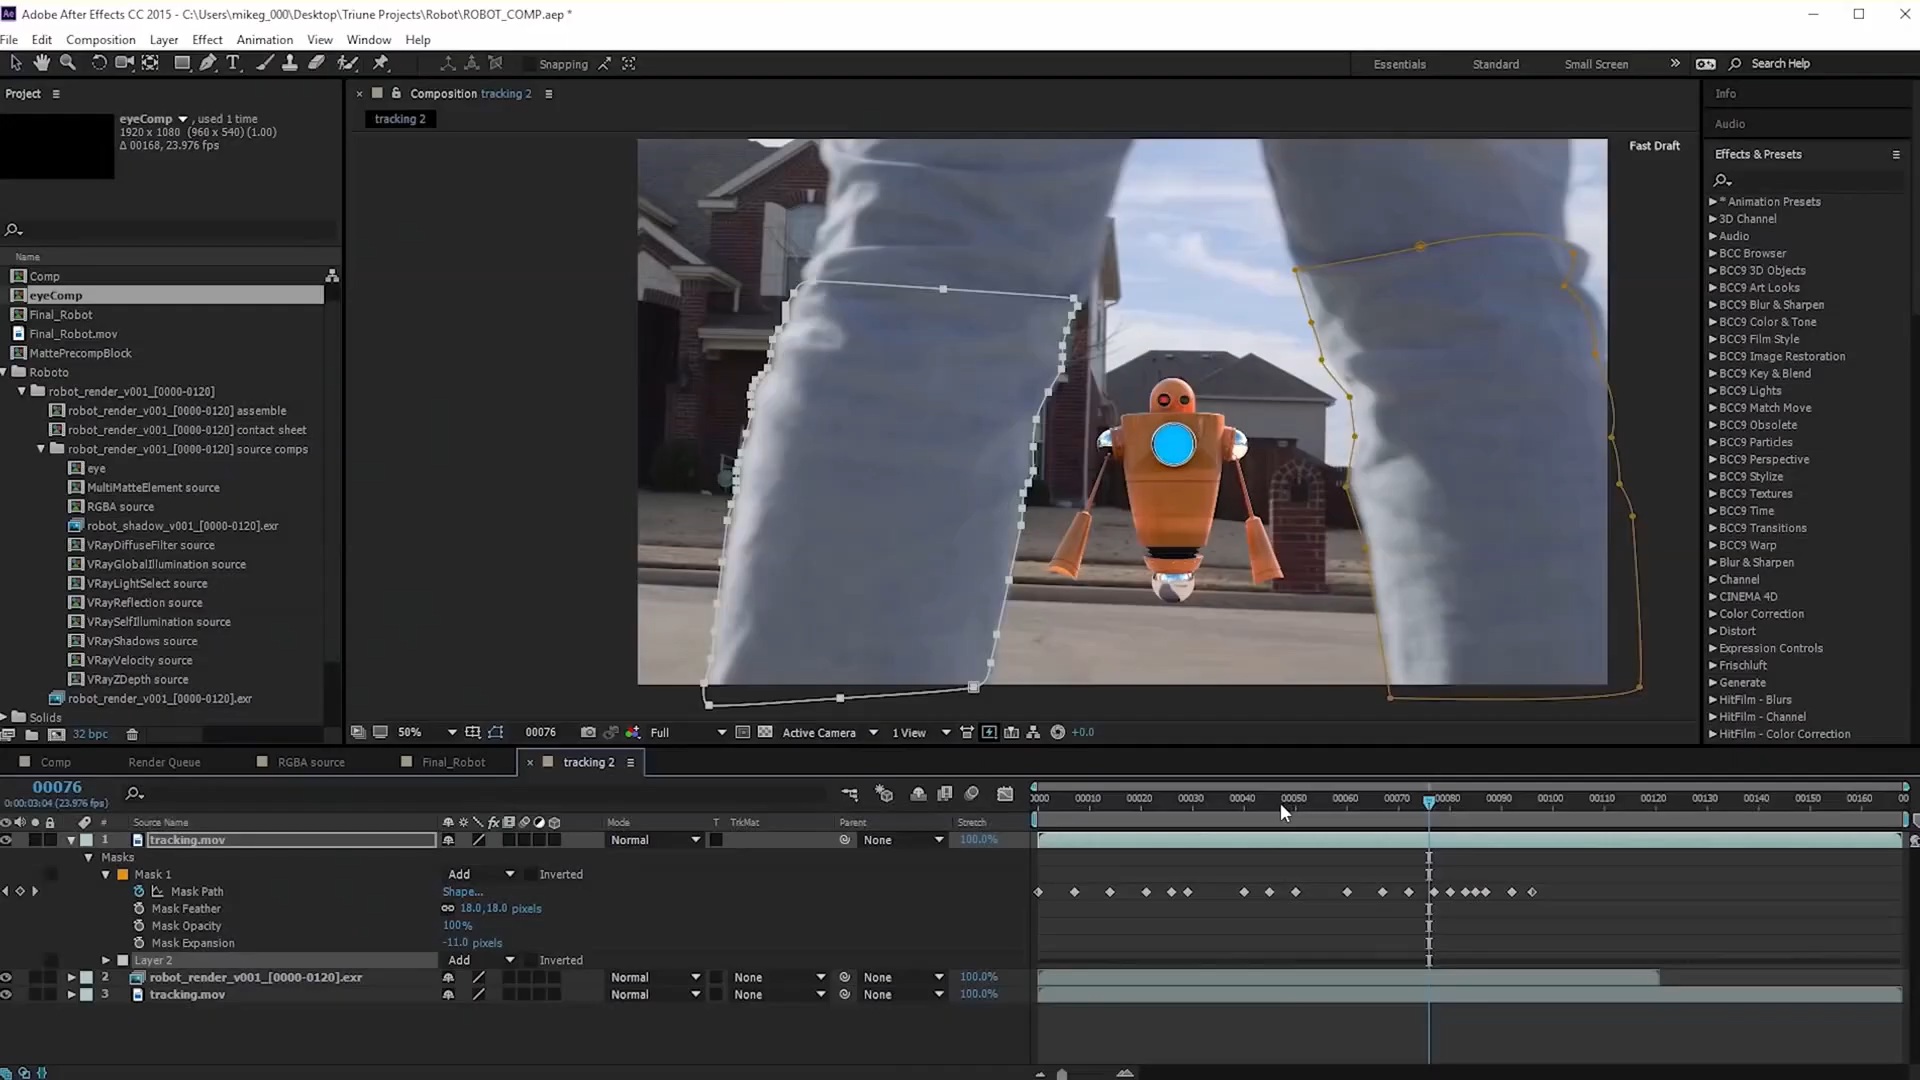 Adobe After Effects CC 2015 - C:\Users\mikeg_000\Desktop\Triune Projects\Robot\ROBOT_COMP.aep *
File Edit Composition Layer Effect Animation View Window Help
Snapping
Essentials Standard Small Screen
Search Help
Project
eyeComp , used 1 time
1920 x 1080 (960 x 540) (1.00)
Δ 00168, 23.976 fps
Name
Comp
eyeComp
Final_Robot
Final_Robot.mov
MattePrecompBlock
Roboto
robot_render_v001_[0000-0120]
robot_render_v001_[0000-0120] assemble
robot_render_v001_[0000-0120] contact sheet
robot_render_v001_[0000-0120] source comps
eye
MultiMatteElement source
RGBA source
robot_shadow_v001_[0000-0120].exr
VRayDiffuseFilter source
VRayGlobalIllumination source
VRayLightSelect source
VRayReflection source
VRaySelfIllumination source
VRayShadows source
VRayVelocity source
VRayZDepth source
robot_render_v001_[0000-0120].exr
Solids
32 bpc
Composition tracking 2
tracking 2
Fast Draft
50% 00076 Full Active Camera 1 View +0.0
Info
Audio
Effects & Presets
* Animation Presets
3D Channel
Audio
BCC Browser
BCC9 3D Objects
BCC9 Art Looks
BCC9 Blur & Sharpen
BCC9 Color & Tone
BCC9 Film Style
BCC9 Image Restoration
BCC9 Key & Blend
BCC9 Lights
BCC9 Match Move
BCC9 Obsolete
BCC9 Particles
BCC9 Perspective
BCC9 Stylize
BCC9 Textures
BCC9 Time
BCC9 Transitions
BCC9 Warp
Blur & Sharpen
Channel
CINEMA 4D
Color Correction
Distort
Expression Controls
Frischluft
Generate
HitFilm - Blurs
HitFilm - Channel
HitFilm - Color Correction
Comp Render Queue RGBA source Final_Robot tracking 2
00076
0:00:03:04 (23.976 fps)
0000 00010 00020 00030 00040 00050 00060 00070 00080 00090 00100 00110 00120 00130 00140 00150 00160 00
# Source Name Mode T TrkMat Parent Stretch
1 tracking.mov Normal None 100.0%
Masks
Mask 1 Add Inverted
Mask Path Shape...
Mask Feather 18.0,18.0 pixels
Mask Opacity 100%
Mask Expansion -11.0 pixels
Layer 2 Add Inverted
2 robot_render_v001_[0000-0120].exr Normal None None 100.0%
3 tracking.mov Normal None None 100.0%